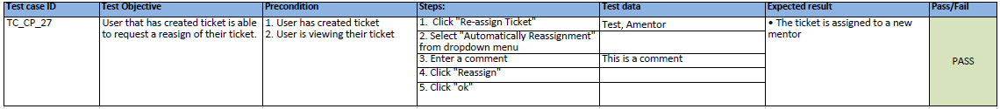 Test case ID Test Objective Precondition Steps: Test data Expected result Pass/Fail
TC_CP_27
User that has created ticket is able
to request a reasign of their ticket.
1. User has created ticket
2. User is viewing their ticket
1. Click "Re-assign Ticket"
Test, Amentor
2. Select "Automatically Reassignment"
from dropdown menu
3. Enter a comment
This is a comment
4. Click "Reassign"
5. Click "ok"
• The ticket is assigned to a new
mentor
PASS